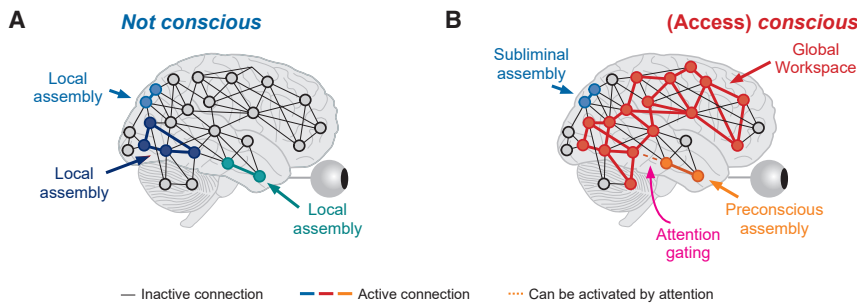 A
Not conscious
Local
assembly
Local
assembly
Local
assembly
B
(Access) conscious
Subliminal
assembly
Global
Workspace
Preconscious
assembly
Attention
gating
Inactive connection
Active connection
Can be activated by attention